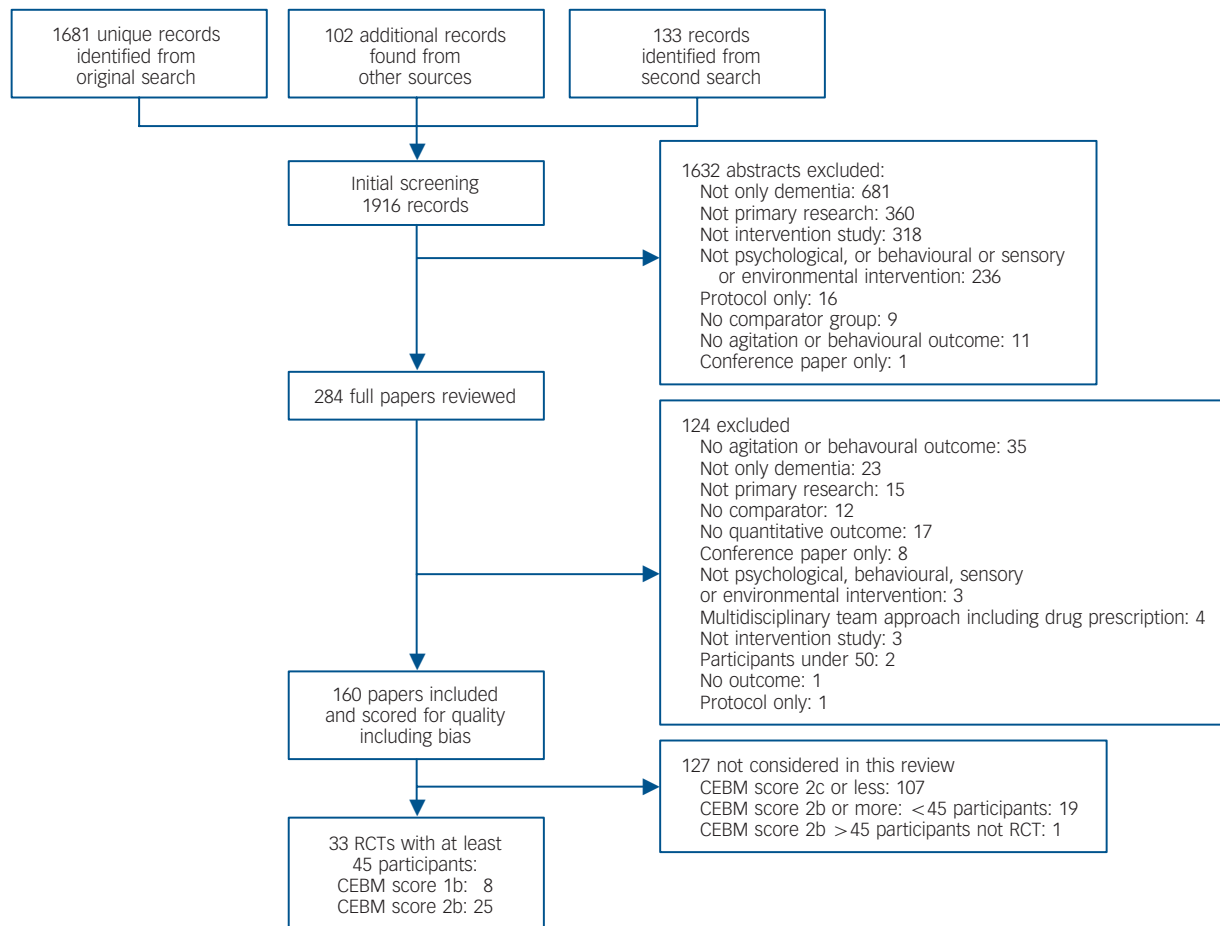 1681 unique records
identified from
original search
102 additional records
found from
other sources
133 records
identified from
second search
Initial screening
1916 records
1632 abstracts excluded:
Not only dementia: 681
Not primary research: 360
Not intervention study: 318
Not psychological, or behavioural or sensory
or environmental intervention: 236
Protocol only: 16
No comparator group: 9
No agitation or behavioural outcome: 11
Conference paper only: 1
284 full papers reviewed
124 excluded
No agitation or behavoural outcome: 35
Not only dementia: 23
Not primary research: 15
No comparator: 12
No quantitative outcome: 17
Conference paper only: 8
Not psychological, behavioural, sensory
or environmental intervention: 3
Multidisciplinary team approach including drug prescription: 4
Not intervention study: 3
Participants under 50: 2
No outcome: 1
Protocol only: 1
160 papers included
and scored for quality
including bias
127 not considered in this review
CEBM score 2c or less: 107
CEBM score 2b or more: <45 participants: 19
CEBM score 2b >45 participants not RCT: 1
33 RCTs with at least
45 participants:
CEBM score 1b: 8
CEBM score 2b: 25